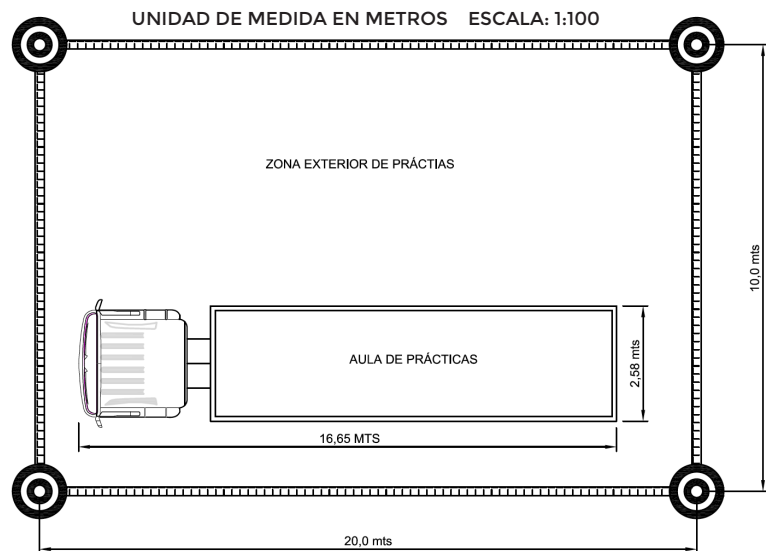 UNIDAD DE MEDIDA EN METROS ESCALA: 1:100
ZONA EXTERIOR DE PRÁCTIAS
10,0 mts
AULA DE PRÁCTICAS
2,58 mts
16,65 MTS
20,0 mts